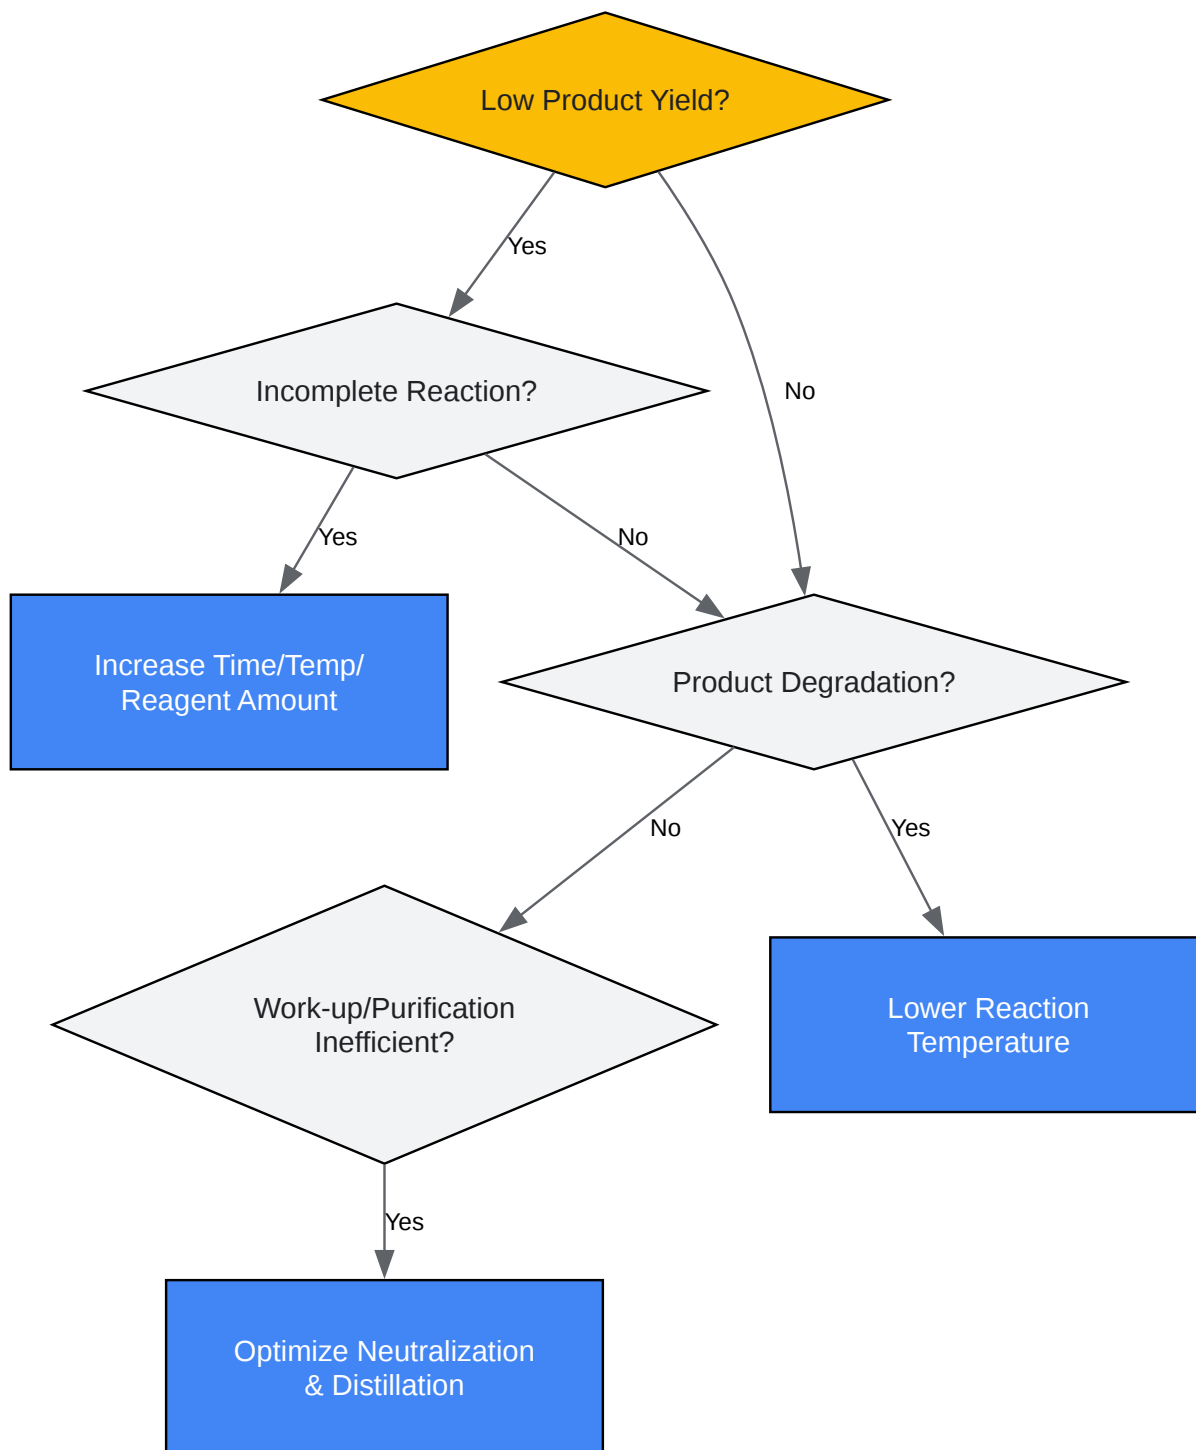 Low Product Yield?
Yes
Incomplete Reaction?
No
Yes
No
Increase Time/Temp/
Reagent Amount
Product Degradation?
No
Yes
Work-up/Purification
Inefficient?
Lower Reaction
Temperature
Yes
Optimize Neutralization
& Distillation